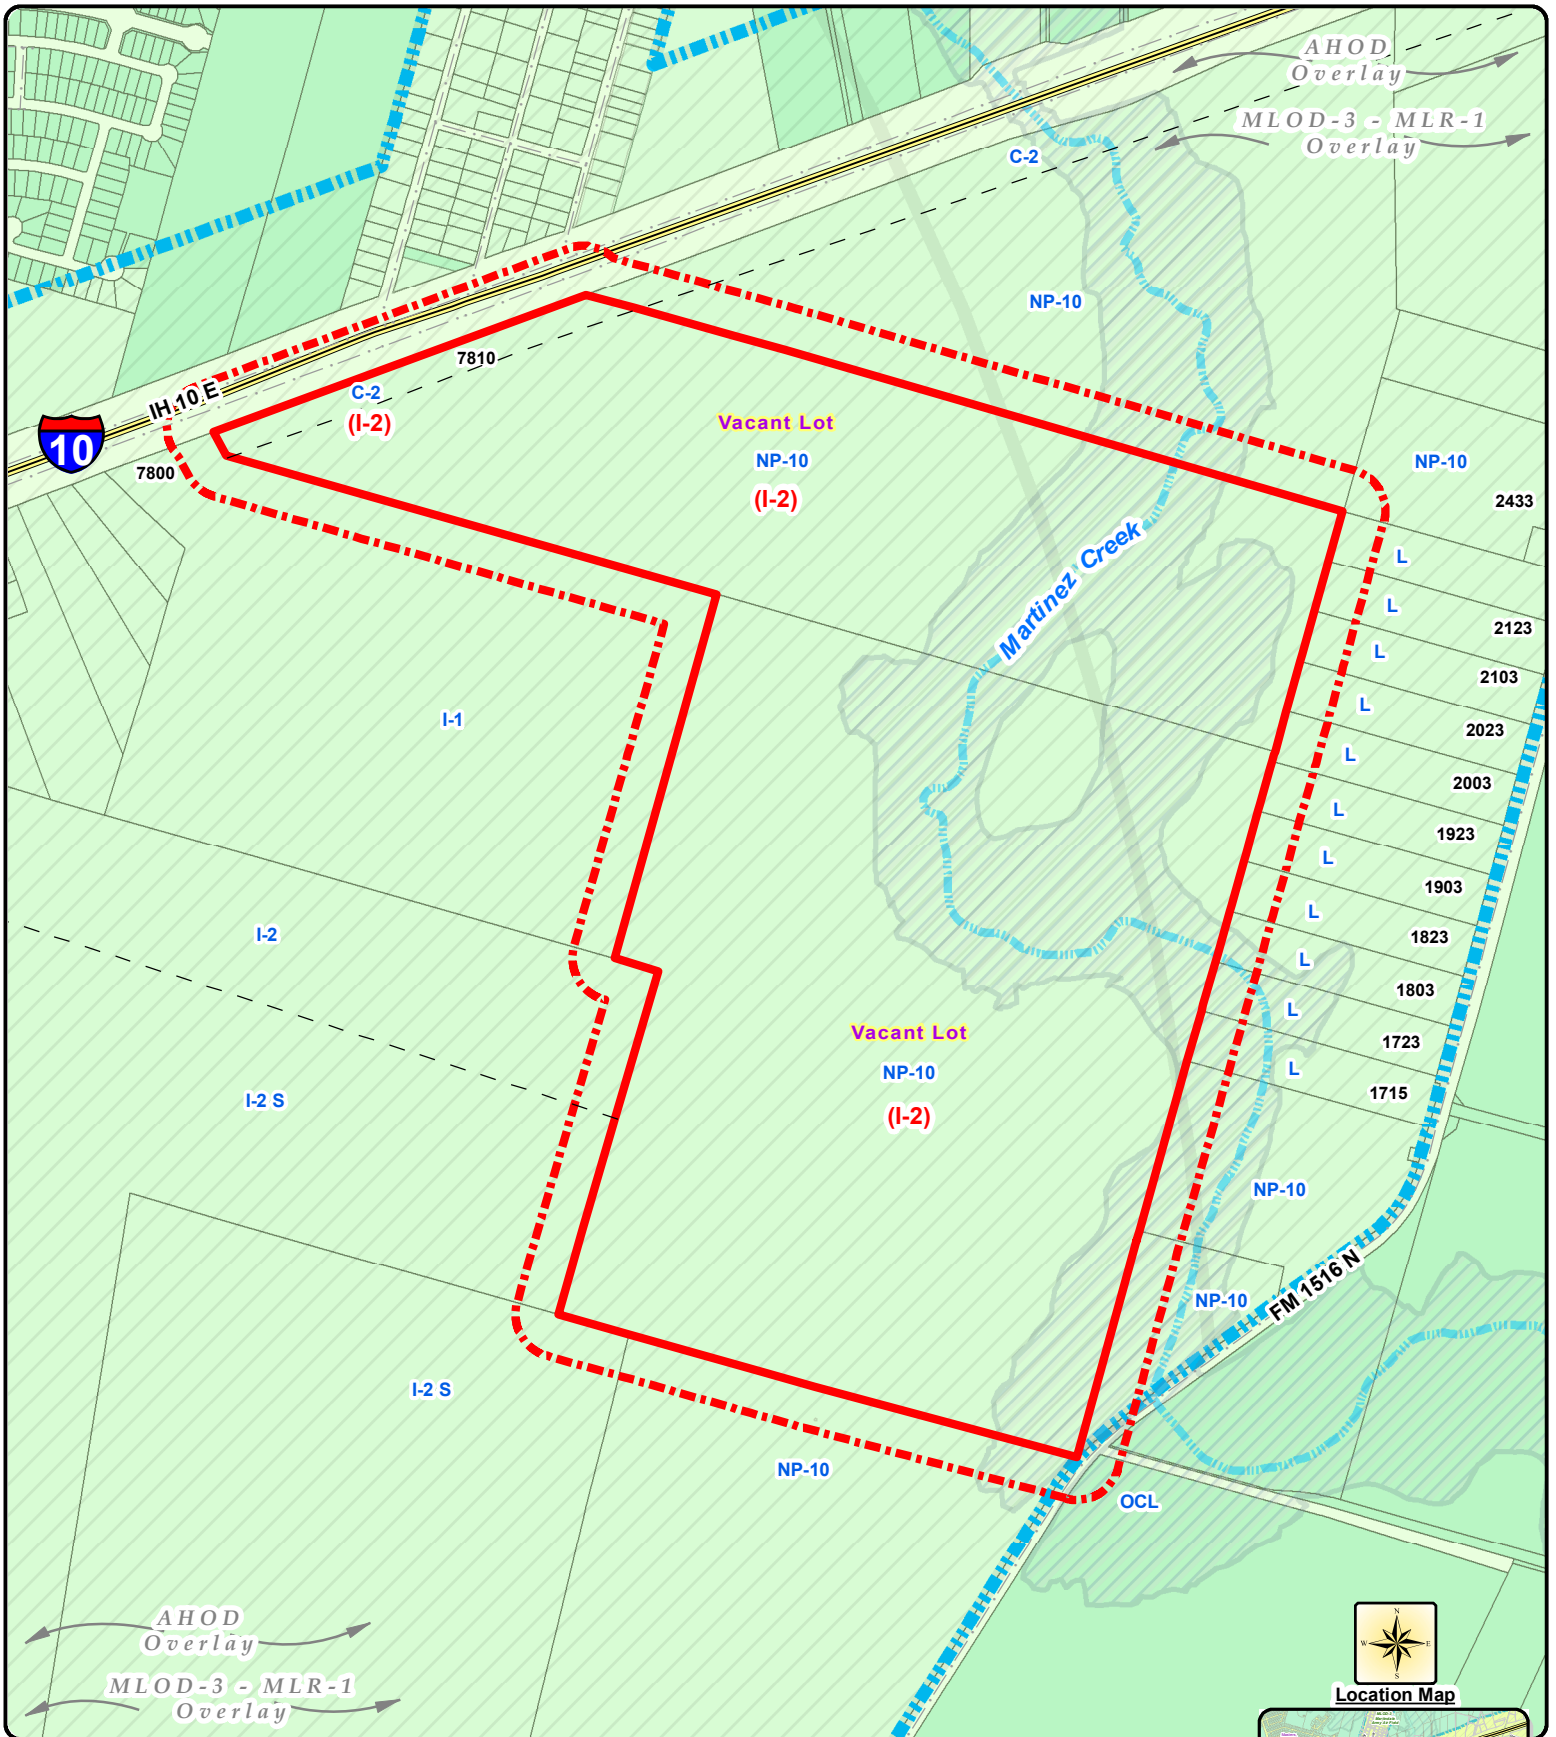 AHOD
Overlay
MLOD-3 - MLR-1
Overlay
C-2
NP-10
7810
IH 10 E
C-2
(I-2)
10
7800
Vacant Lot
NP-10
(I-2)
NP-10
2433
L
L
2123
L
2103
L
2023
L
2003
L
1923
L
1903
L
1823
L
1803
L
1723
L
1715
Martinez Creek
I-1
I-2
I-2 S
Vacant Lot
NP-10
(I-2)
NP-10
NP-10
FM 1516 N
I-2 S
NP-10
OCL
AHOD
Overlay
MLOD-3 - MLR-1
Overlay
N
W E
S
Location Map